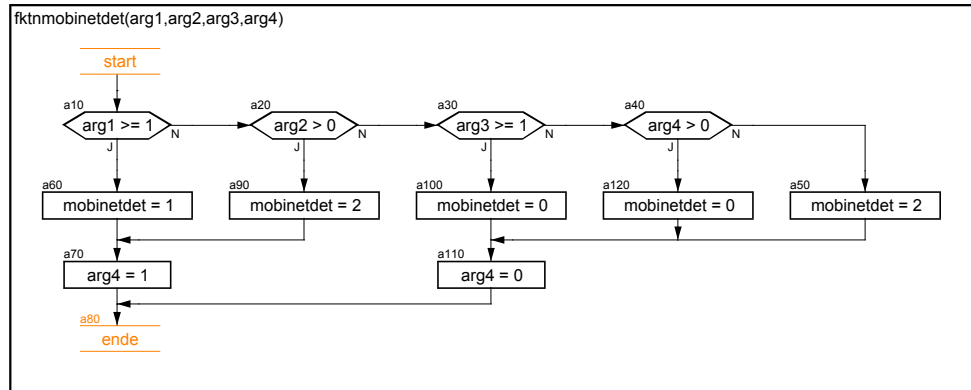 fktnmobinetdet(arg1,arg2,arg3,arg4)
start
a10
a20
a30
a40
arg1 >= 1
N
arg2 > 0
N
arg3 >= 1
N
arg4 > 0
N
J
J
J
J
a60
a90
a100
a120
a50
mobinetdet = 1
mobinetdet = 2
mobinetdet = 0
mobinetdet = 0
mobinetdet = 2
a70
a110
arg4 = 1
arg4 = 0
a80
ende